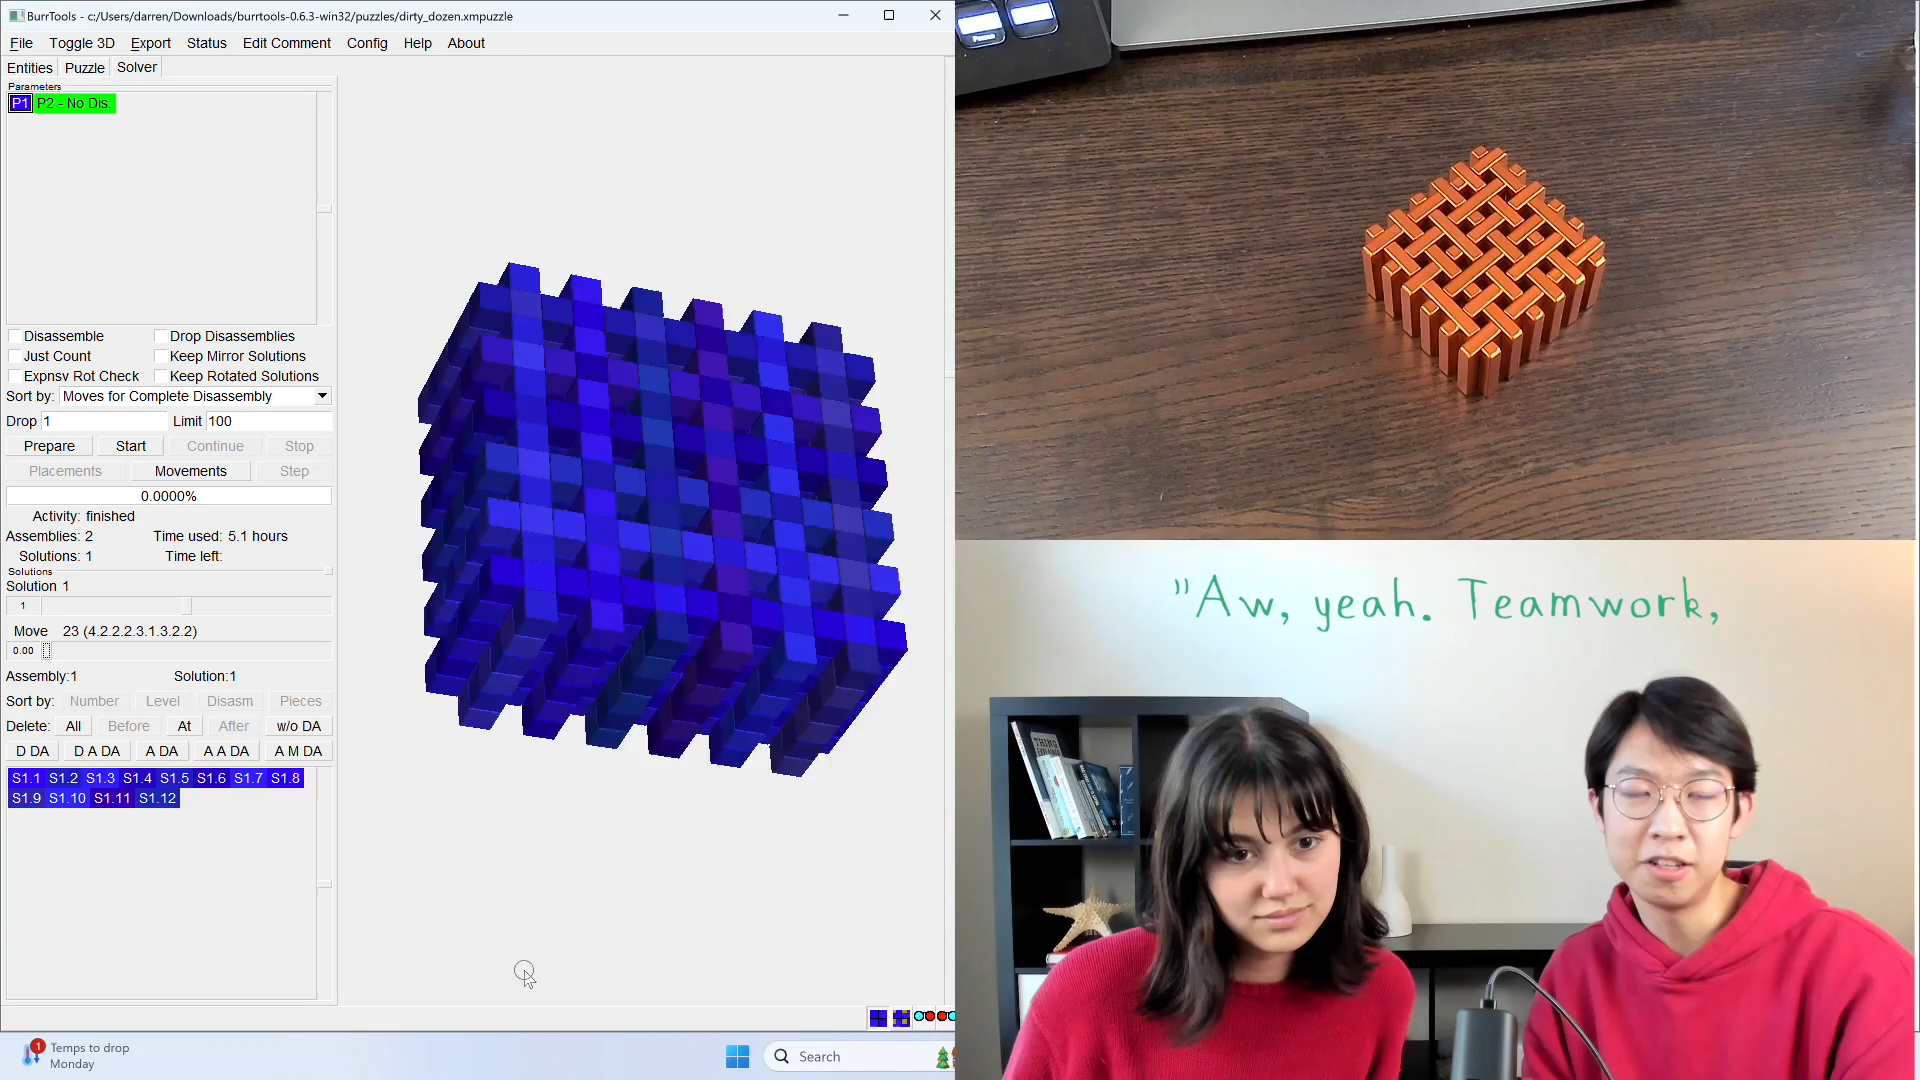 BurrTools - c:/Users/darren/Downloads/burrtools-0.6.3-win32/puzzles/dirty_dozen.xmpuzzle
File Toggle 3D Export Status Edit Comment Config Help About
Entities Puzzle Solver
Parameters
P1 P2 - No Dis.
Disassemble Drop Disassemblies
Just Count Keep Mirror Solutions
Expnsv Rot Check Keep Rotated Solutions
Sort by: Moves for Complete Disassembly
Drop 1 Limit 100
Prepare Start Continue Stop
Placements Movements Step
0.0000%
Activity: finished
Assemblies: 2 Time used: 5.1 hours
Solutions: 1 Time left:
Solutions
Solution 1
1
Move 23 (4.2.2.2.3.1.3.2.2)
0.00
Assembly:1 Solution:1
Sort by: Number Level Disasm Pieces
Delete: All Before At After w/o DA
D DA D A DA A DA A A DA A M DA
S1.1 S1.2 S1.3 S1.4 S1.5 S1.6 S1.7 S1.8
S1.9 S1.10 S1.11 S1.12
1 Temps to drop
Monday
Search
"Aw, yeah. Teamwork,
THING EXPLAINER